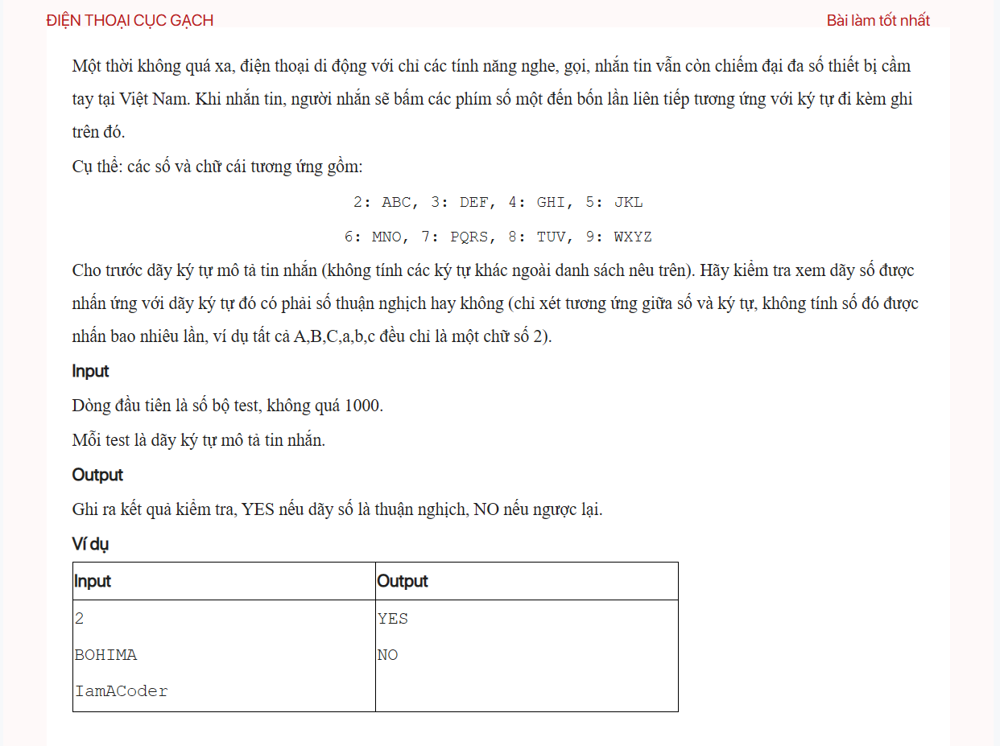 ĐIỆN THOẠI CỤC GẠCH
Bài làm tốt nhất
Một thời không quá xa, điện thoại di động với chỉ các tính năng nghe, gọi, nhắn tin vẫn còn chiếm đại đa số thiết bị cầm
tay tại Việt Nam. Khi nhắn tin, người nhắn sẽ bấm các phím số một đến bốn lần liên tiếp tương ứng với ký tự đi kèm ghi
trên đó.
Cụ thể: các số và chữ cái tương ứng gồm:
2: ABC, 3: DEF, 4: GHI, 5: JKL
6: MNO, 7: PQRS, 8: TUV, 9: WXYZ
Cho trước dãy ký tự mô tả tin nhắn (không tính các ký tự khác ngoài danh sách nêu trên). Hãy kiểm tra xem dãy số được
nhấn ứng với dãy ký tự đó có phải số thuận nghịch hay không (chỉ xét tương ứng giữa số và ký tự, không tính số đó được
nhấn bao nhiêu lần, ví dụ tất cả A,B,C,a,b,c đều chỉ là một chữ số 2).
Input
Dòng đầu tiên là số bộ test, không quá 1000.
Mỗi test là dãy ký tự mô tả tin nhắn.
Output
Ghi ra kết quả kiểm tra, YES nếu dãy số là thuận nghịch, NO nếu ngược lại.
Ví dụ
Input Output
2 YES
BOHIMA NO
IamACoder